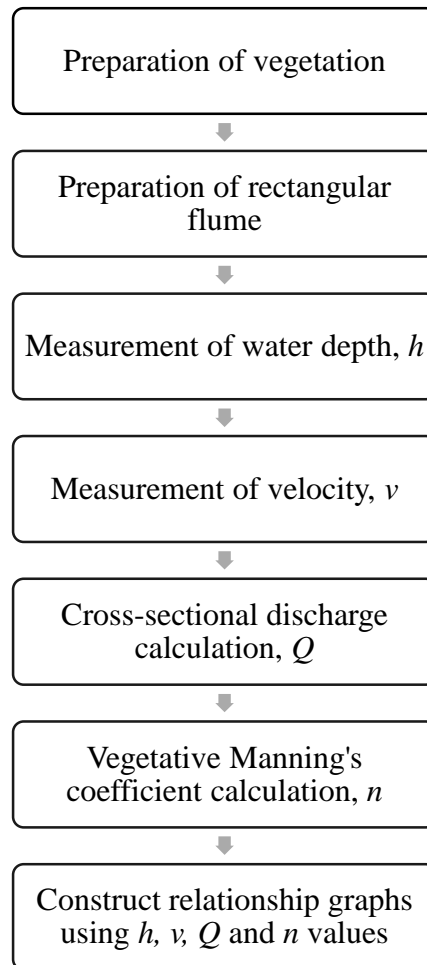 Preparation of vegetation
Preparation of rectangular
flume
Measurement of water depth, h
Measurement of velocity, v
Cross-sectional discharge
calculation, Q
Vegetative Manning's
coefficient calculation, n
Construct relationship graphs
using h, v, Q and n values